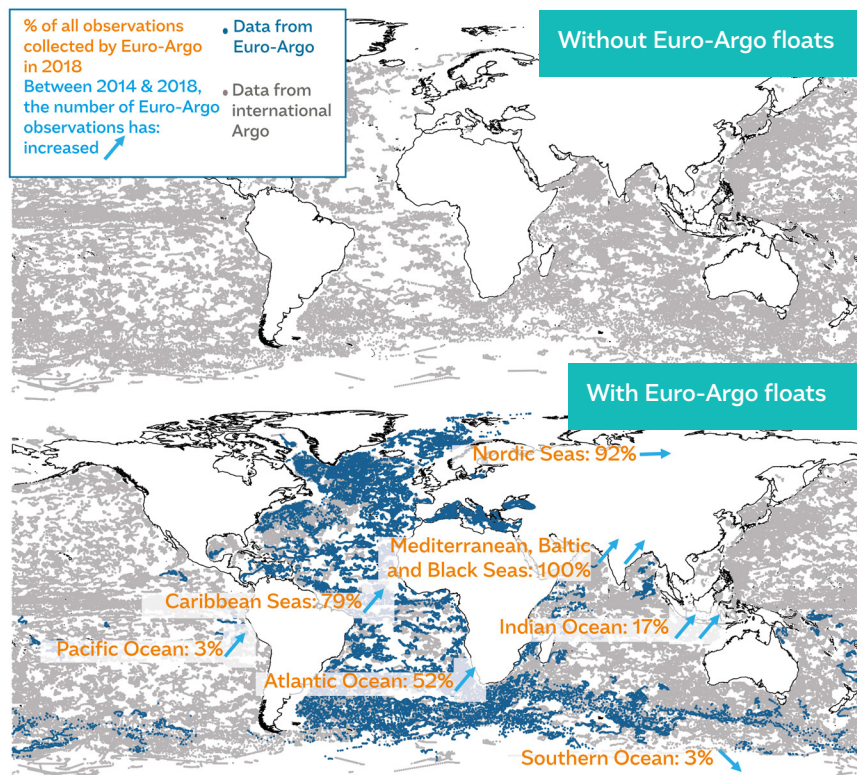 % of all observations
collected by Euro-Argo
in 2018
Between 2014 & 2018,
the number of Euro-Argo
observations has:
increased
• Data from
Euro-Argo
• Data from
international
Argo
Without Euro-Argo floats
With Euro-Argo floats
Nordic Seas: 92%
Mediterranean, Baltic
and Black Seas: 100%
Caribbean Seas: 79%
Indian Ocean: 17%
Pacific Ocean: 3%
Atlantic Ocean: 52%
Southern Ocean: 3%